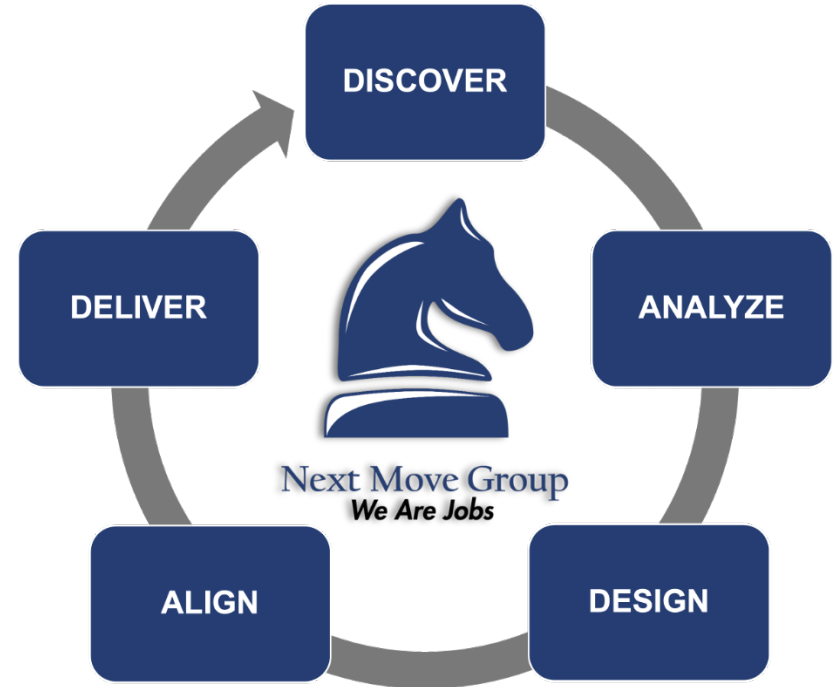 DISCOVER
ANALYZE
DESIGN
ALIGN
DELIVER
Next Move Group
We Are Jobs